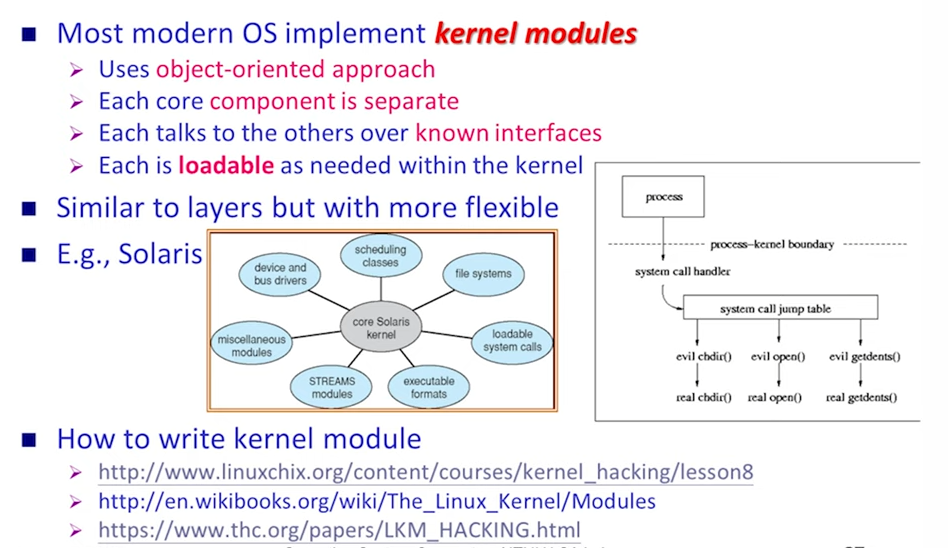 Most modern OS implement kernel modules
Uses object-oriented approach
Each core component is separate
Each talks to the others over known interfaces
Each is loadable as needed within the kernel
Similar to layers but with more flexible
E.g., Solaris
scheduling
classes
device and
bus drivers
file systems
core Solaris
kernel
miscellaneous
modules
loadable
system calls
STREAMS
modules
executable
formats
process
process–kernel boundary
system call handler
system call jump table
evil chdir() evil open() evil getdents()
real chdir() real open() real getdents()
How to write kernel module
http://www.linuxchix.org/content/courses/kernel_hacking/lesson8
http://en.wikibooks.org/wiki/The_Linux_Kernel/Modules
https://www.thc.org/papers/LKM_HACKING.html